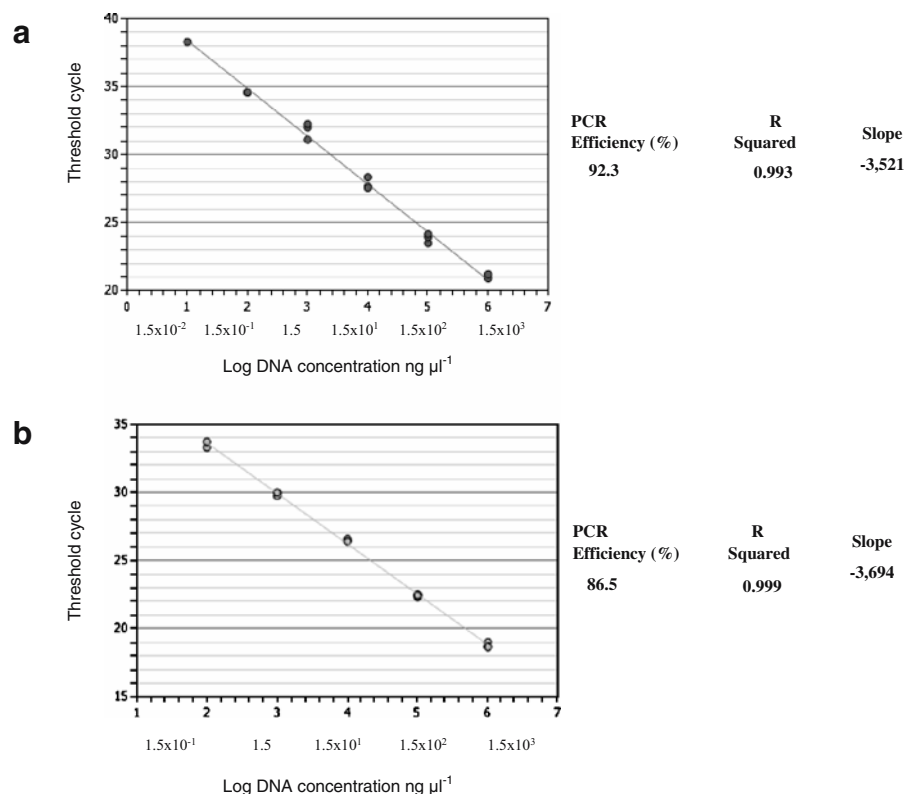 a
Threshold cycle
40
35
30
25
20
0 1 2 3 4 5 6 7
1.5x10-2 1.5x10-1 1.5 1.5x101 1.5x102 1.5x103
Log DNA concentration ng µl-1
PCR Efficiency (%)
92.3
R Squared
0.993
Slope
-3,521
b
Threshold cycle
35
30
25
20
15
1 2 3 4 5 6 7
1.5x10-1 1.5 1.5x101 1.5x102 1.5x103
Log DNA concentration ng µl-1
PCR Efficiency (%)
86.5
R Squared
0.999
Slope
-3,694